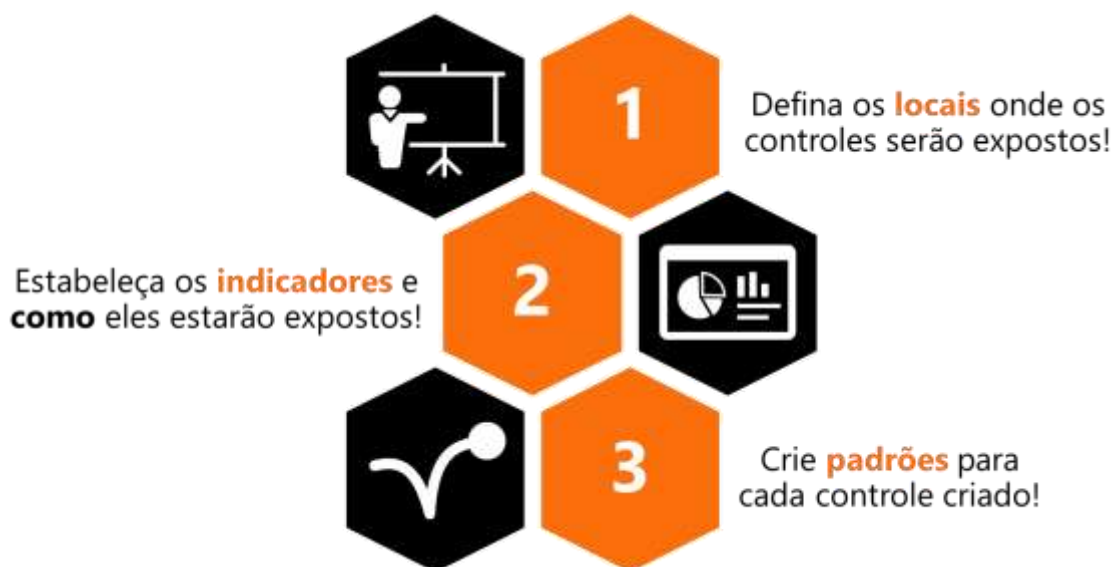 1
Defina os locais onde os
controles serão expostos!
Estabeleça os indicadores e
como eles estarão expostos!
2
3
Crie padrões para
cada controle criado!